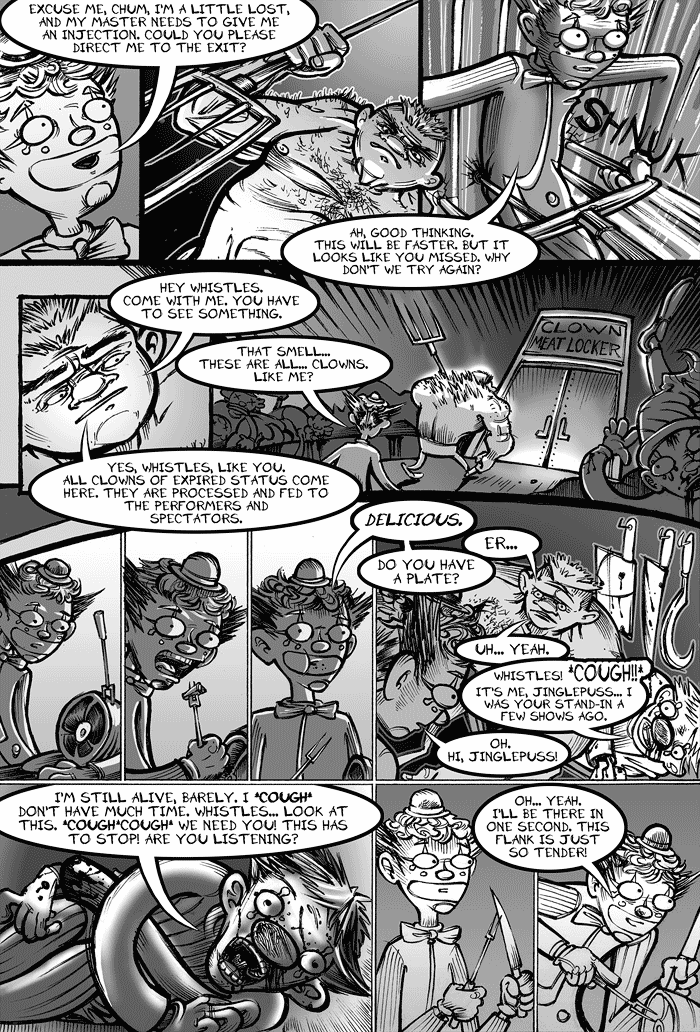 EXCUSE ME, CHUM, I'M A LITTLE LOST,
AND MY MASTER NEEDS TO GIVE ME
AN INJECTION. COULD YOU PLEASE
DIRECT ME TO THE EXIT?
SHNUK
AH, GOOD THINKING.
THIS WILL BE FASTER. BUT IT
LOOKS LIKE YOU MISSED. WHY
DON'T WE TRY AGAIN?
HEY WHISTLES.
COME WITH ME. YOU HAVE
TO SEE SOMETHING.
THAT SMELL...
THESE ARE ALL... CLOWNS.
LIKE ME?
CLOWN
MEAT LOCKER
YES, WHISTLES, LIKE YOU.
ALL CLOWNS OF EXPIRED STATUS COME
HERE. THEY ARE PROCESSED AND FED TO
THE PERFORMERS AND
SPECTATORS.
DELICIOUS.
DO YOU HAVE
A PLATE?
ER...
UH... YEAH.
WHISTLES! *COUGH!!*
IT'S ME, JINGLEPUSS... I
WAS YOUR STAND-IN A
FEW SHOWS AGO.
OH.
HI, JINGLEPUSS!
I'M STILL ALIVE, BARELY. I *COUGH*
DON'T HAVE MUCH TIME. WHISTLES... LOOK AT
THIS. *COUGH*COUGH* WE NEED YOU! THIS HAS
TO STOP! ARE YOU LISTENING?
OH... YEAH.
I'LL BE THERE IN
ONE SECOND. THIS
FLANK IS JUST
SO TENDER!